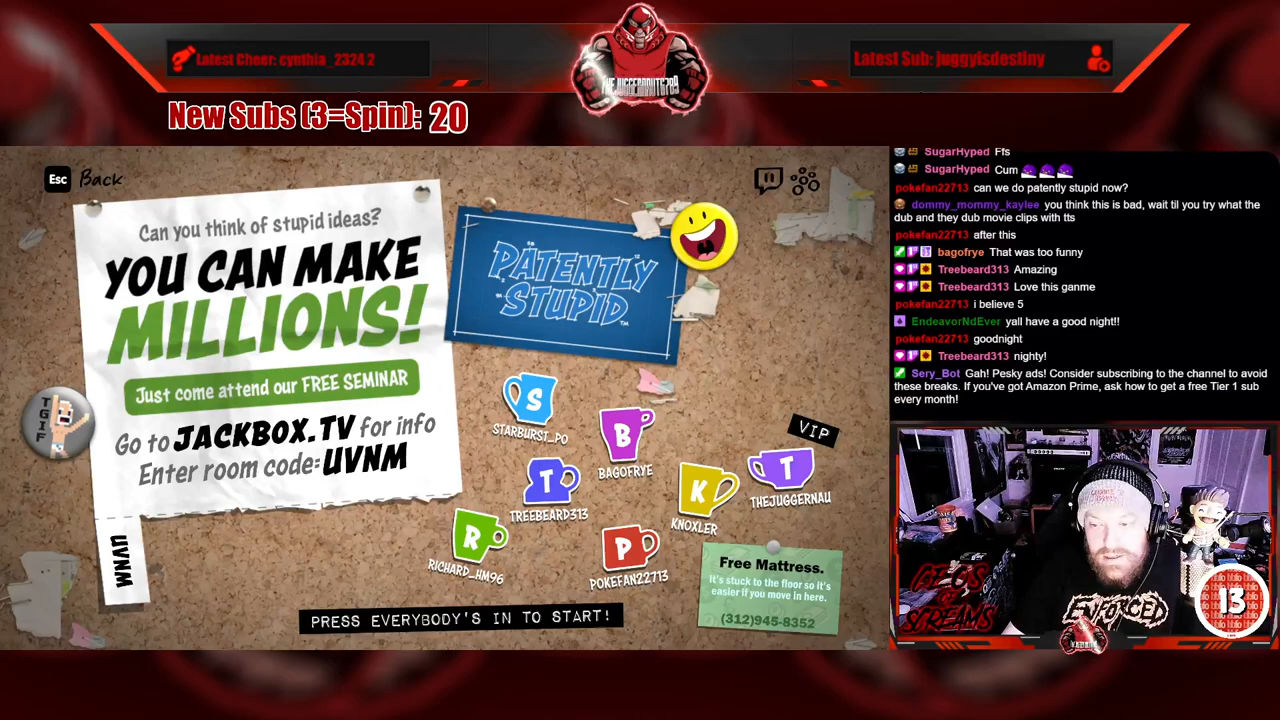 Latest Cheer: cynthia_2324 2
THEJUGGERNAUT6789
Latest Sub: juggyisdestiny
New Subs (3=Spin): 20
Esc Back
Can you think of stupid ideas?
YOU CAN MAKE
MILLIONS!
Just come attend our FREE SEMINAR
Go to JACKBOX.TV for info
Enter room code: UVNM
UVNM
TGIF
PATENTLY
STUPID™
S
STARBURST_PO
B
BAGOFRYE
VIP
T
THEJUGGERNAU
T
TREEBEARD313
K
KNOXLER
R
RICHARD_HM96
P
POKEFAN22713
Free Mattress.
It's stuck to the floor so it's
easier if you move in here.
(312)945-8352
PRESS EVERYBODY'S IN TO START!
SugarHyped Ffs
SugarHyped Cum
pokefan22713 can we do patently stupid now?
dommy_mommy_kaylee you think this is bad, wait til you try what the
dub and they dub movie clips with tts
pokefan22713 after this
bagofrye That was too funny
Treebeard313 Amazing
Treebeard313 Love this ganme
pokefan22713 i believe 5
EndeavorNdEver yall have a good night!!
pokefan22713 goodnight
Treebeard313 nighty!
Sery_Bot Gah! Pesky ads! Consider subscribing to the channel to avoid
these breaks. If you've got Amazon Prime, ask how to get a free Tier 1 sub
every month!
SCREAMS
ENFORCED
13